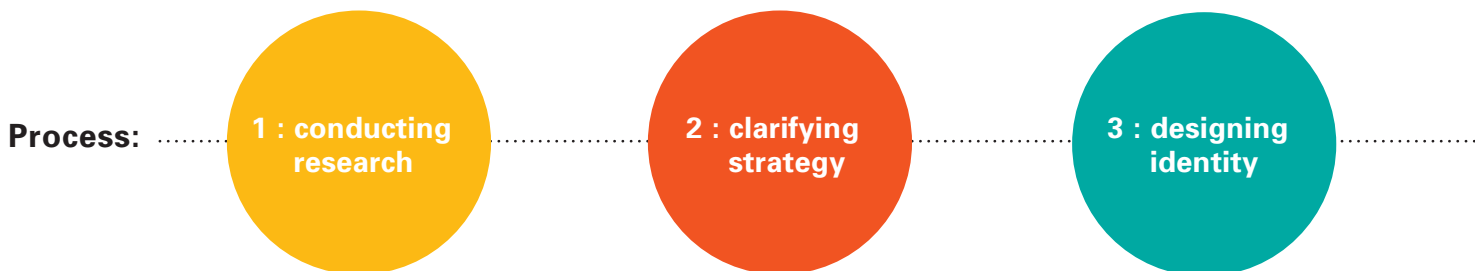 Process:
1 : conducting
research
2 : clarifying
strategy
3 : designing
identity